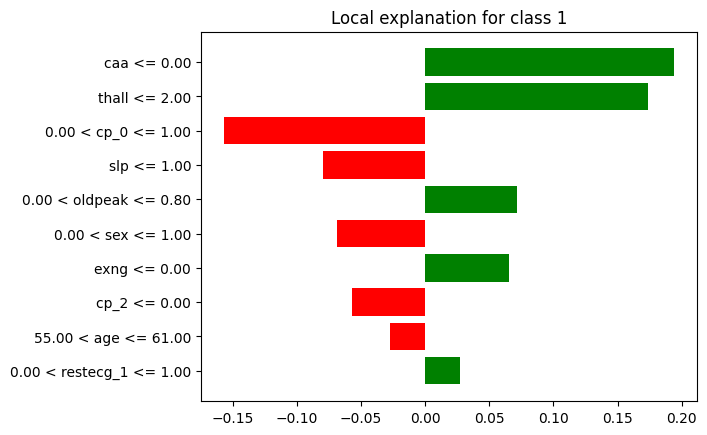 Local explanation for class 1
caa <= 0.00
thall <= 2.00
0.00 < cp_0 <= 1.00
slp <= 1.00
0.00 < oldpeak <= 0.80
0.00 < sex <= 1.00
exng <= 0.00
cp_2 <= 0.00
55.00 < age <= 61.00
0.00 < restecg_1 <= 1.00
−0.15 −0.10 −0.05 0.00 0.05 0.10 0.15 0.20